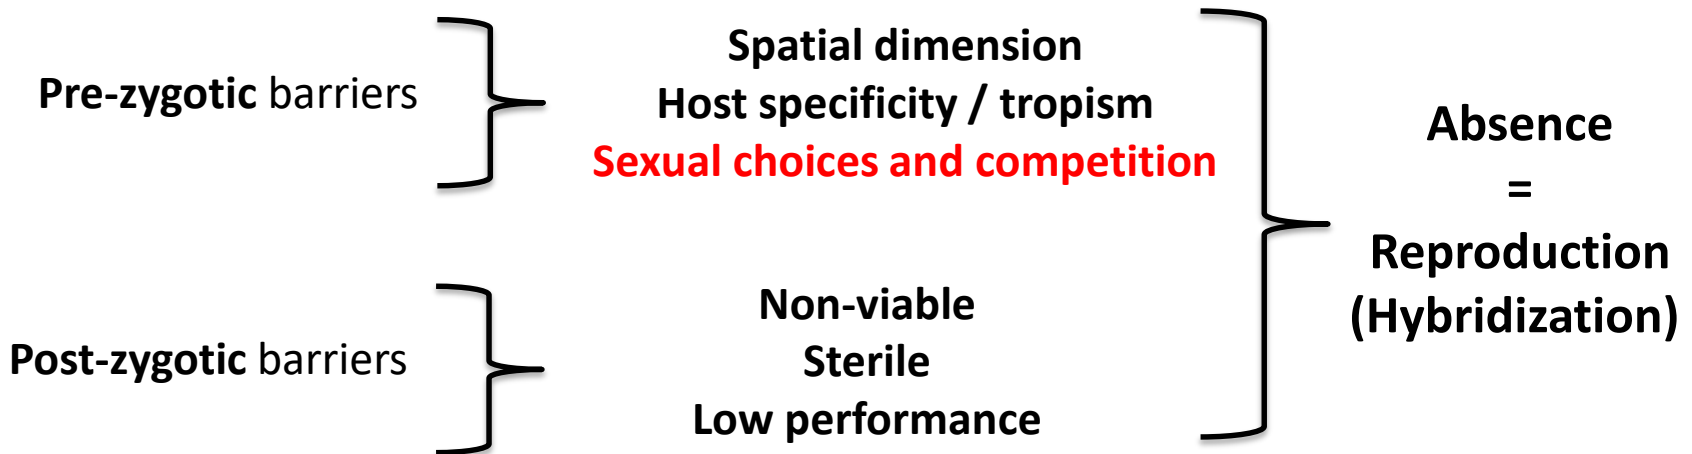 Pre-zygotic barriers
Spatial dimension
Host specificity / tropism
Sexual choices and competition
Post-zygotic barriers
Non-viable
Sterile
Low performance
Absence
=
Reproduction
(Hybridization)